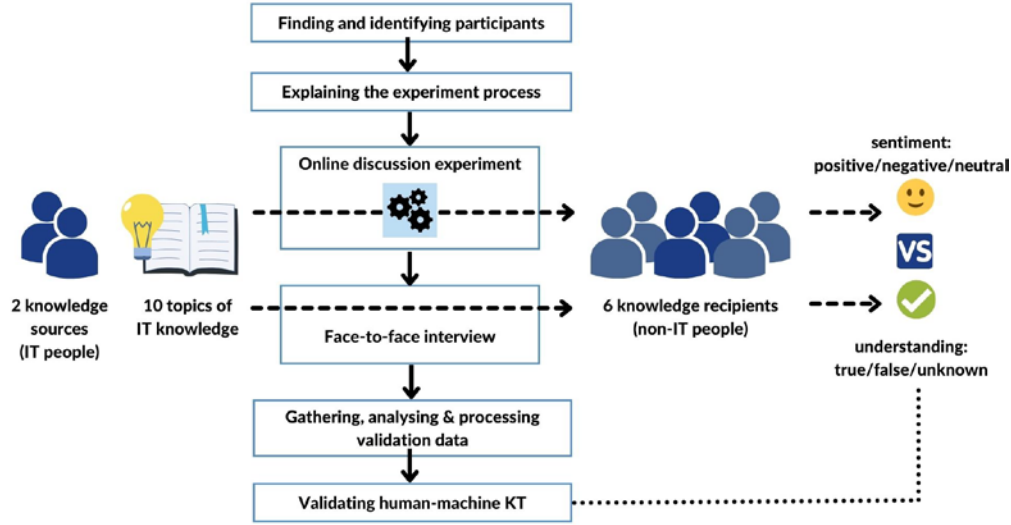 Finding and identifying participants
Explaining the experiment process
Online discussion experiment
sentiment:
positive/negative/neutral
VS
2 knowledge
sources
(IT people)
10 topics of
IT knowledge
6 knowledge recipients
(non-IT people)
Face-to-face interview
understanding:
true/false/unknown
Gathering, analysing & processing
validation data
Validating human-machine KT